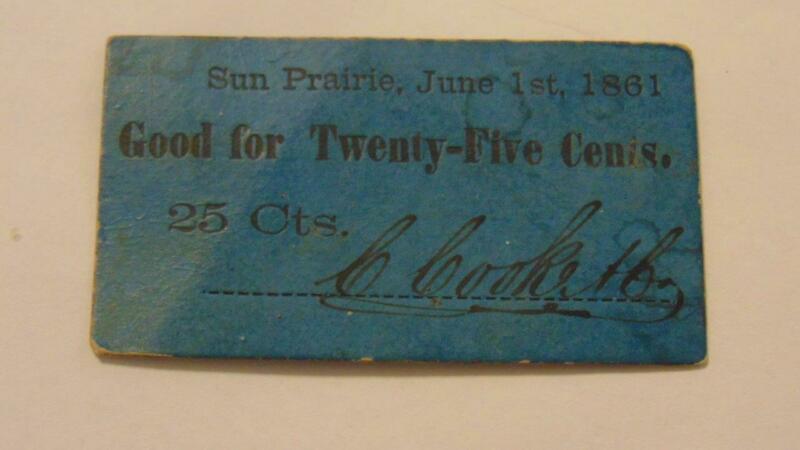 Sun Prairie, June 1st, 1861
Good for Twenty-Five Cents.
25 Cts.
C Cooke & Co